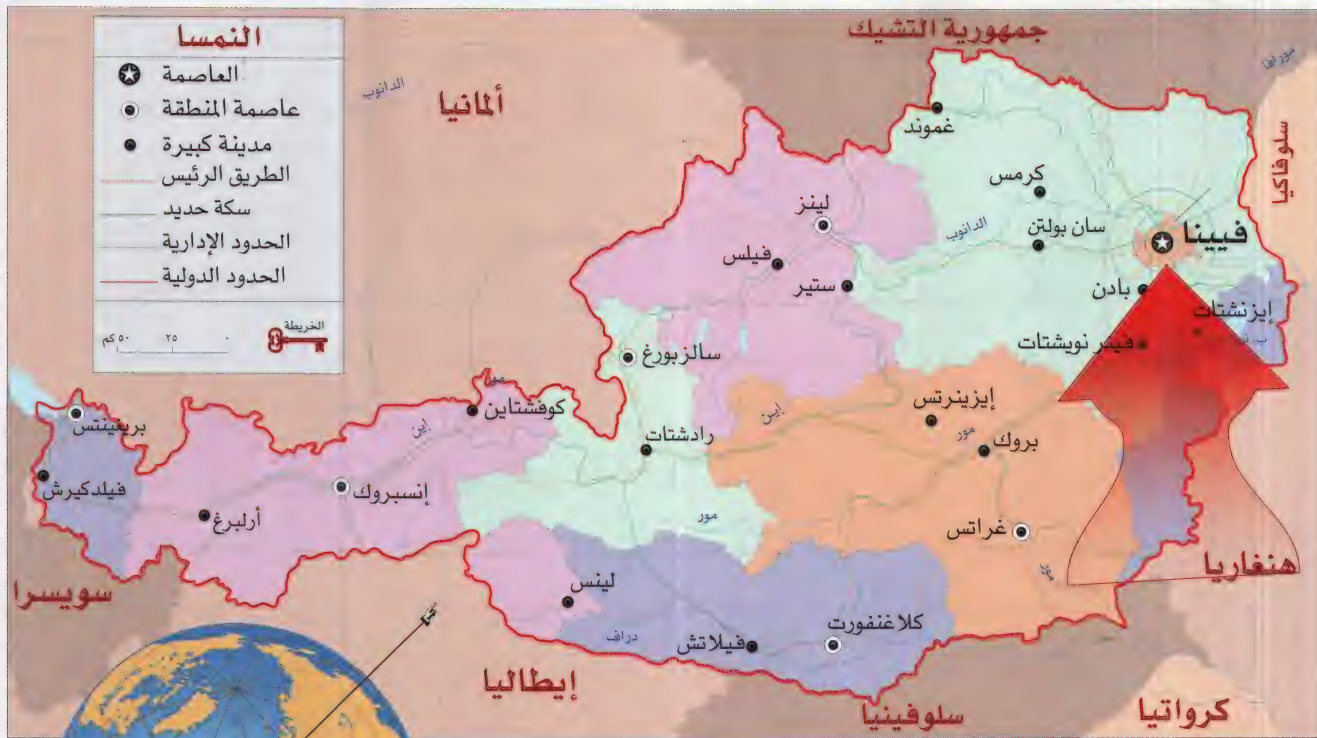 النمسا
العاصمة
عاصمة المنطقة
مدينة كبيرة
الطريق الرئيس
سكة حديد
الحدود الإدارية
الحدود الدولية
الخريطة
٠ ٢٥ ٥٠ كم
جمهورية التشيك
ألمانيا
الدانوب
مورافا
سلوفاكيا
غموند
كرمس
لينز
الدانوب
سان بولتن
فيينا
فيلس
ستير
بادن
إيزنشتات
فينر نويشتات
سالزبورغ
مور
كوفشتاين
إين
بريغينتس
رادشتات
إين
إيزينرتس
مور
بروك
فيلدكيرش
أرلبرغ
إنسبروك
مور
غراتس
مور
هنغاريا
سويسرا
لينس
دراف
فيلاتش
كلاغنفورت
إيطاليا
سلوفينيا
كرواتيا